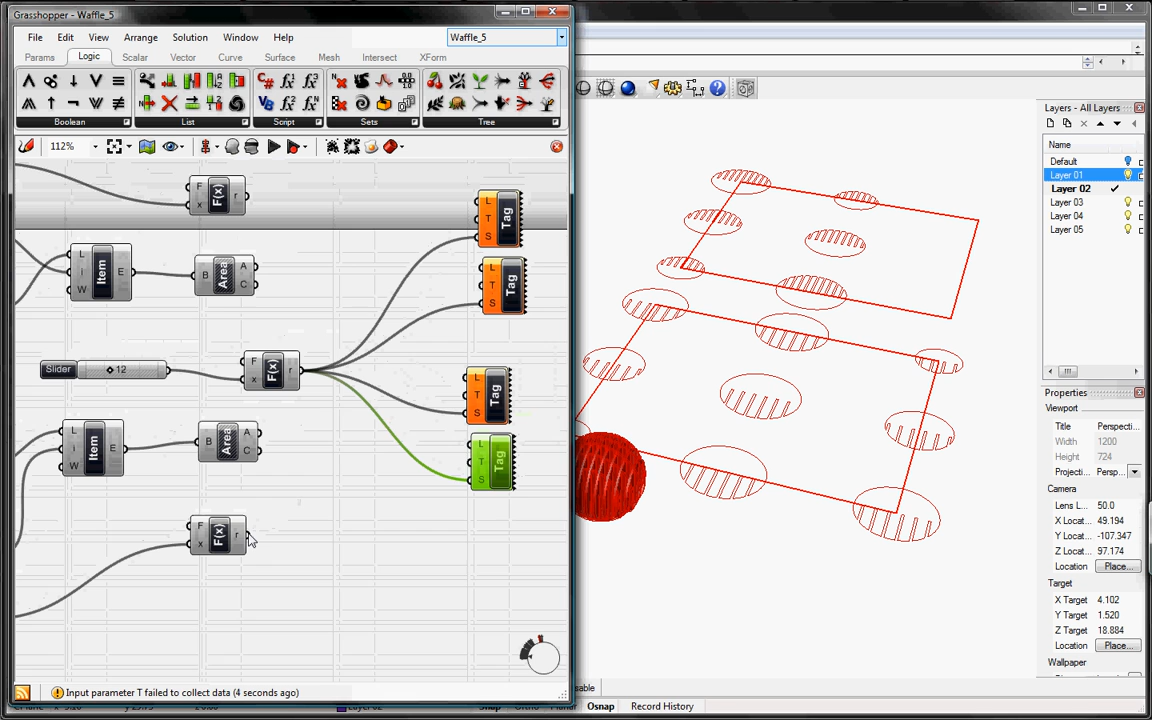 Grasshopper - Waffle_5
File Edit View Arrange Solution Window Help
Waffle_5
Params Logic Scalar Vector Curve Surface Mesh Intersect XForm
Boolean List Script Sets Tree
112%
F x F(x) r
L T S Tag
L i W Item E
B Area A C
L T S Tag
Slider 12
F x F(x) r
L T S Tag
L i W Item E
B Area A C
L T S Tag
F x F(x) r
Input parameter T failed to collect data (4 seconds ago)
Osnap Record History
Layers - All Layers
Name
Default
Layer 01
Layer 02
Layer 03
Layer 04
Layer 05
Properties
Viewport
Title Perspecti...
Width 1200
Height 724
Projecti... Persp...
Camera
Lens L... 50.0
X Locat... 49.194
Y Locat... -107.347
Z Locat... 97.174
Location Place...
Target
X Target 4.102
Y Target 1.520
Z Target 18.884
Location Place...
Wallpaper